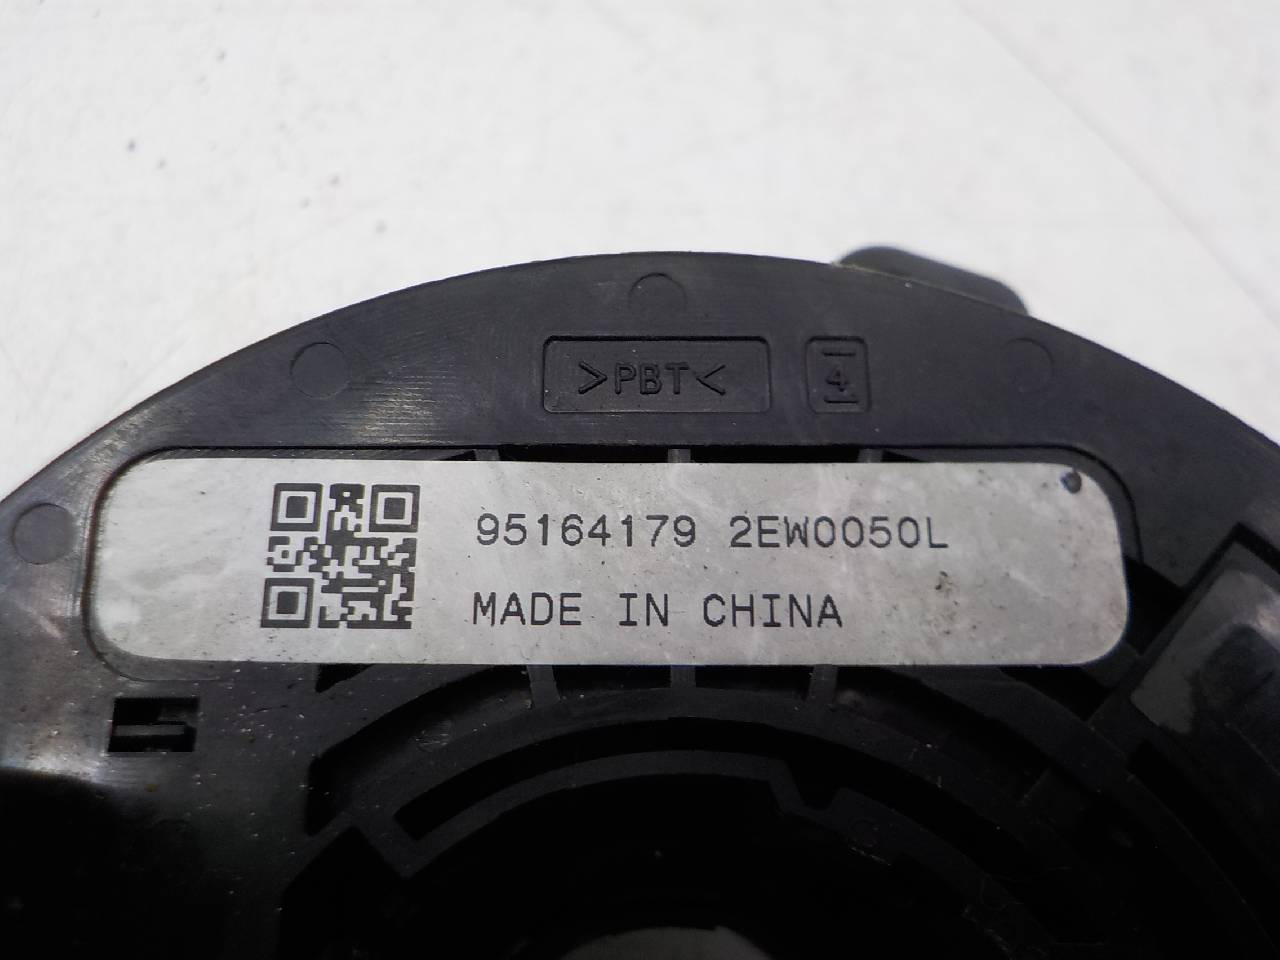 >PBT<
4
95164179 2EW0050L
MADE IN CHINA